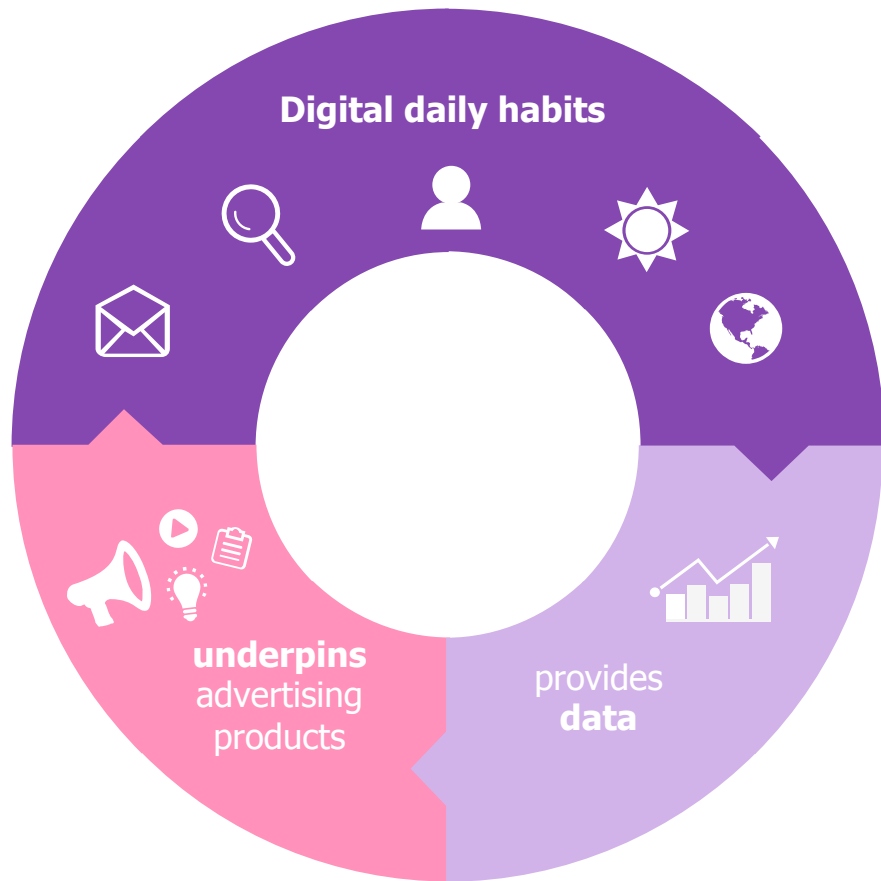 Digital daily habits
provides
data
underpins
advertising
products